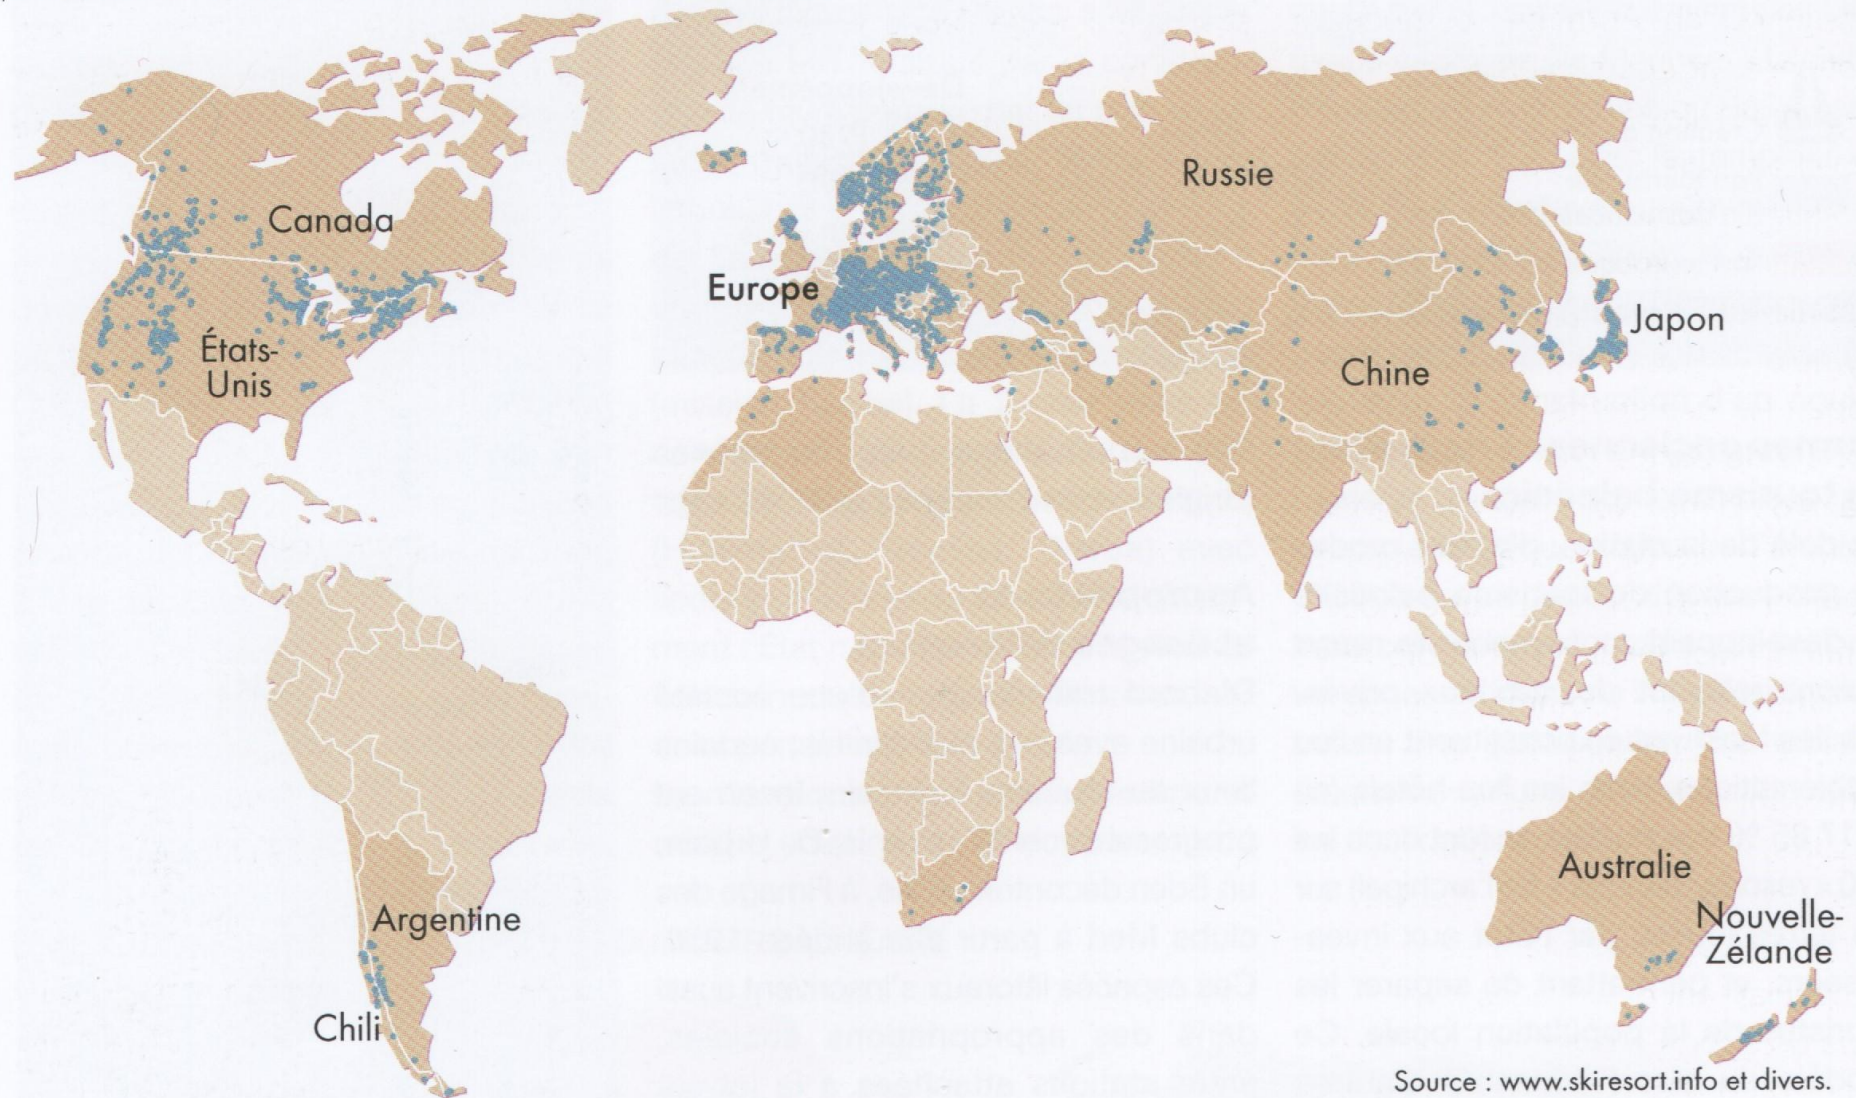 Canada
Russie
Europe
Japon
États-
Unis
Chine
Australie
Argentine
Nouvelle-
Zélande
Chili
Source : www.skiresort.info et divers.